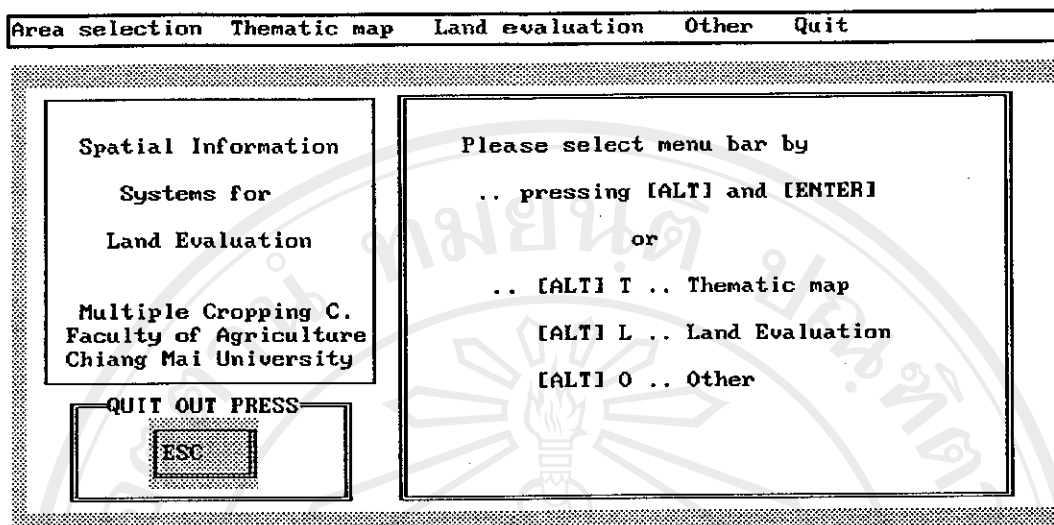 Area selection Thematic map Land evaluation Other Quit
Spatial Information
Systems for
Land Evaluation
Multiple Cropping C.
Faculty of Agriculture
Chiang Mai University
QUIT OUT PRESS
ESC
Please select menu bar by
.. pressing [ALT] and [ENTER]
or
.. [ALT] T .. Thematic map
[ALT] L .. Land Evaluation
[ALT] O .. Other